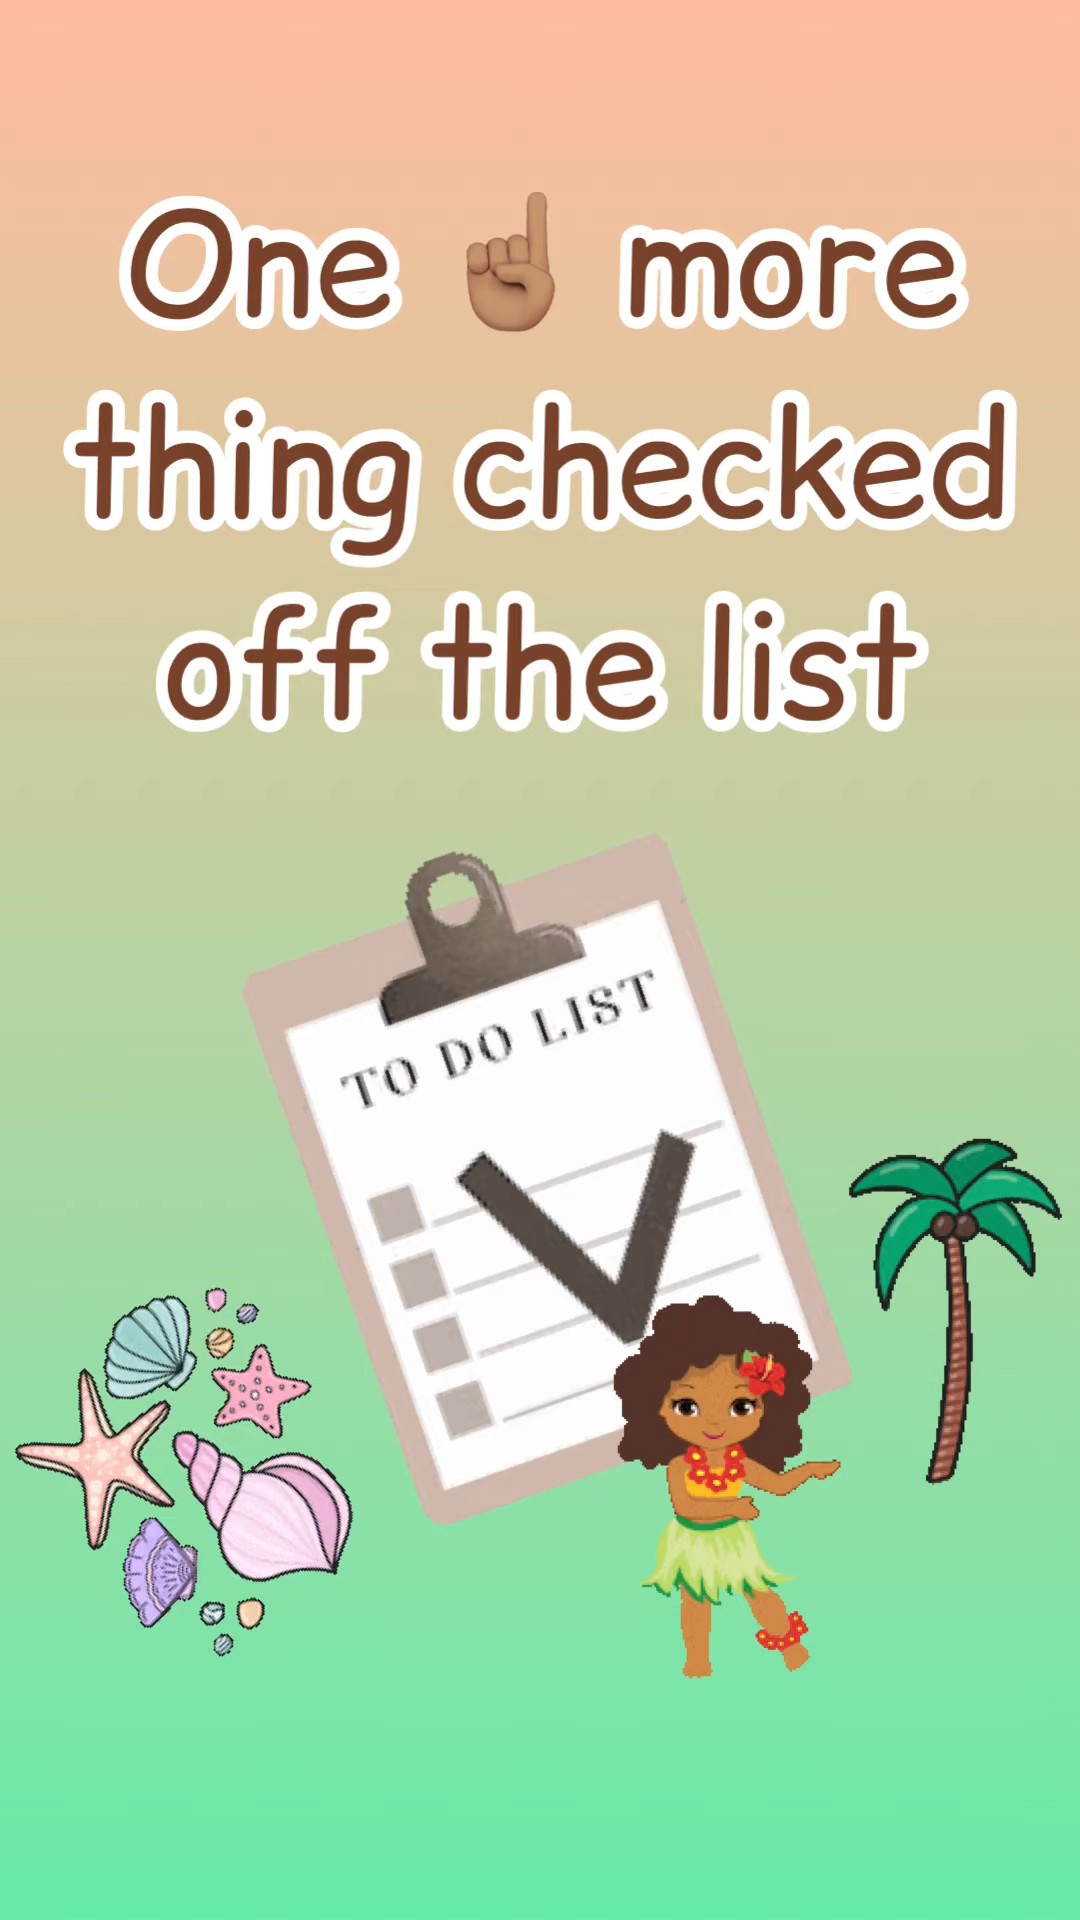 One ☝🏽 more
thing checked
off the list
TO DO LIST